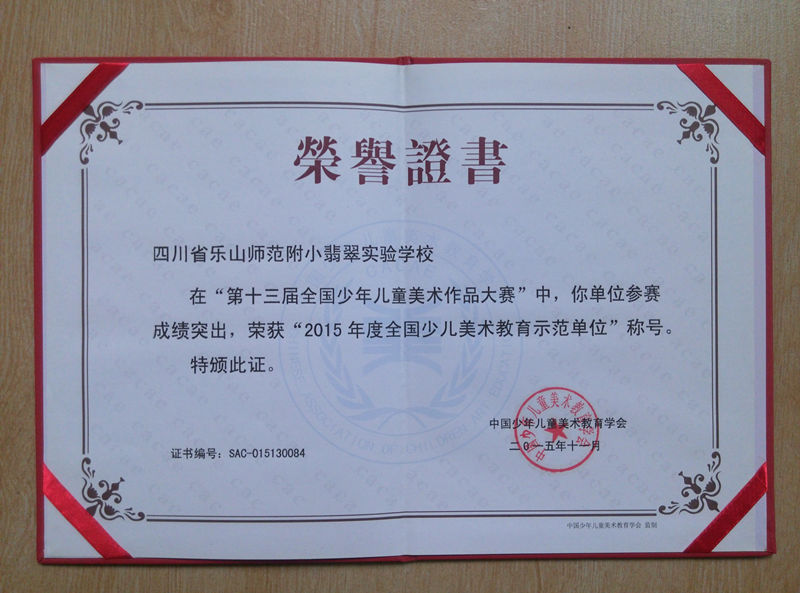 榮譽證書
四川省乐山师范附小翡翠实验学校
在“第十三届全国少年儿童美术作品大赛”中，你单位参赛
成绩突出，荣获“2015年度全国少儿美术教育示范单位”称号。
特颁此证。
中国少年儿童美术教育学会
二〇一五年十一月
证书编号：SAC-015130084
中国少年儿童美术教育学会 监制